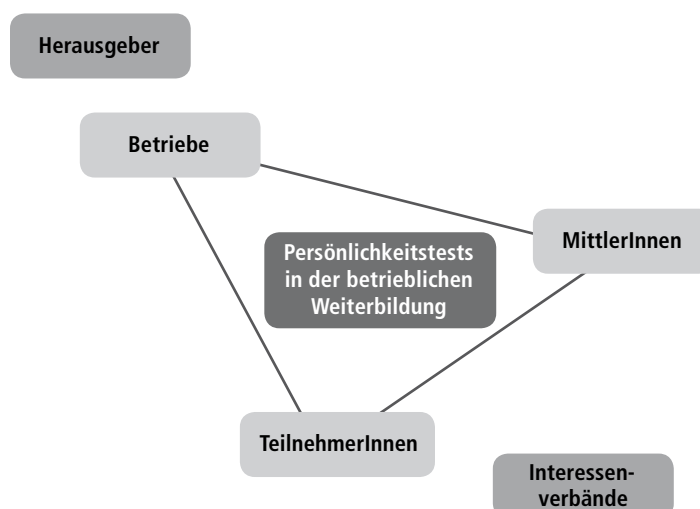 Herausgeber
Betriebe
MittlerInnen
Persönlichkeitstests
in der betrieblichen
Weiterbildung
TeilnehmerInnen
Interessen-
verbände